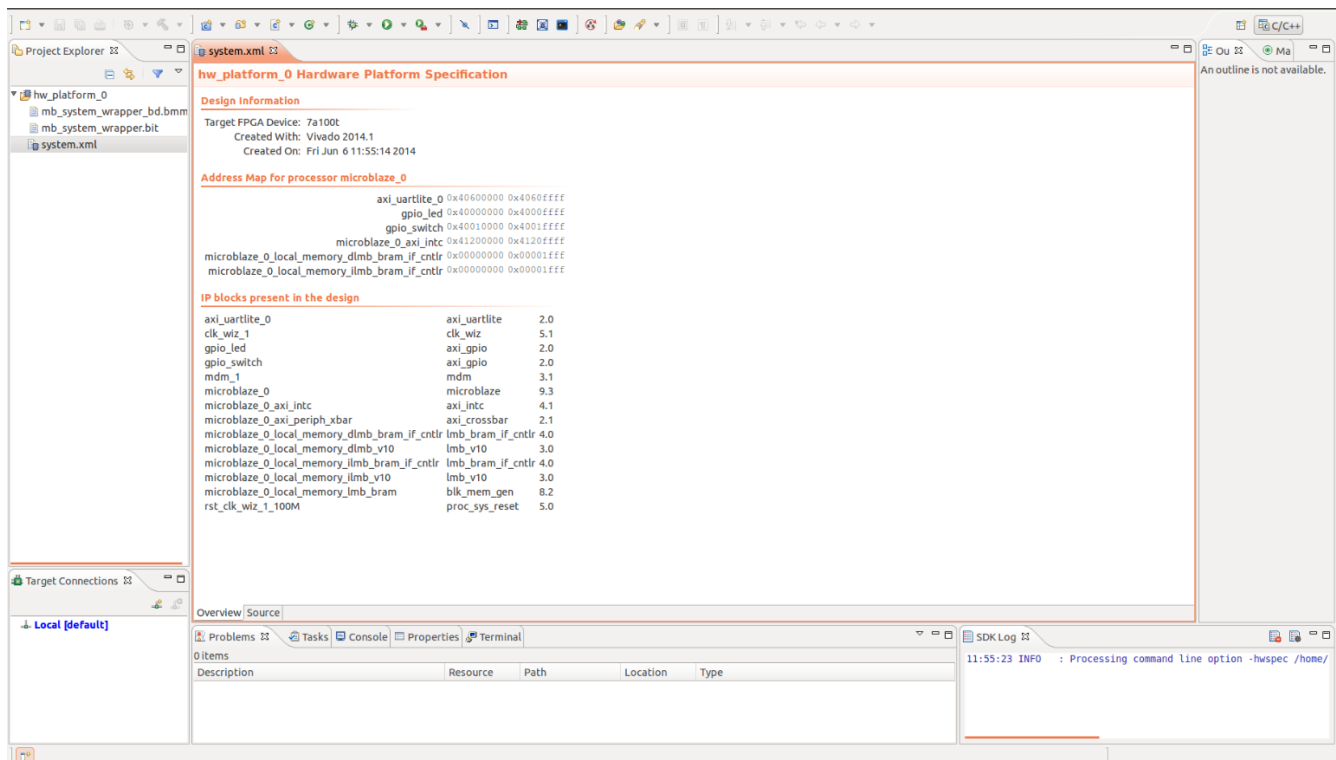 C/C++
Project Explorer
hw_platform_0
mb_system_wrapper_bd.bmm
mb_system_wrapper.bit
system.xml
system.xml
hw_platform_0 Hardware Platform Specification
Design Information
Target FPGA Device: 7a100t
Created With: Vivado 2014.1
Created On: Fri Jun 6 11:55:14 2014
Address Map for processor microblaze_0
axi_uartlite_0 0x40600000 0x4060ffff
gpio_led 0x40000000 0x4000ffff
gpio_switch 0x40010000 0x4001ffff
microblaze_0_axi_intc 0x41200000 0x4120ffff
microblaze_0_local_memory_dlmb_bram_if_cntlr 0x00000000 0x00001fff
microblaze_0_local_memory_ilmb_bram_if_cntlr 0x00000000 0x00001fff
IP blocks present in the design
axi_uartlite_0 axi_uartlite 2.0
clk_wiz_1 clk_wiz 5.1
gpio_led axi_gpio 2.0
gpio_switch axi_gpio 2.0
mdm_1 mdm 3.1
microblaze_0 microblaze 9.3
microblaze_0_axi_intc axi_intc 4.1
microblaze_0_axi_periph_xbar axi_crossbar 2.1
microblaze_0_local_memory_dlmb_bram_if_cntlr lmb_bram_if_cntlr 4.0
microblaze_0_local_memory_dlmb_v10 lmb_v10 3.0
microblaze_0_local_memory_ilmb_bram_if_cntlr lmb_bram_if_cntlr 4.0
microblaze_0_local_memory_ilmb_v10 lmb_v10 3.0
microblaze_0_local_memory_lmb_bram blk_mem_gen 8.2
rst_clk_wiz_1_100M proc_sys_reset 5.0
Overview Source
Ou Ma
An outline is not available.
Target Connections
Local [default]
Problems Tasks Console Properties Terminal
0 items
Description Resource Path Location Type
SDK Log
11:55:23 INFO : Processing command line option -hwspec /home/